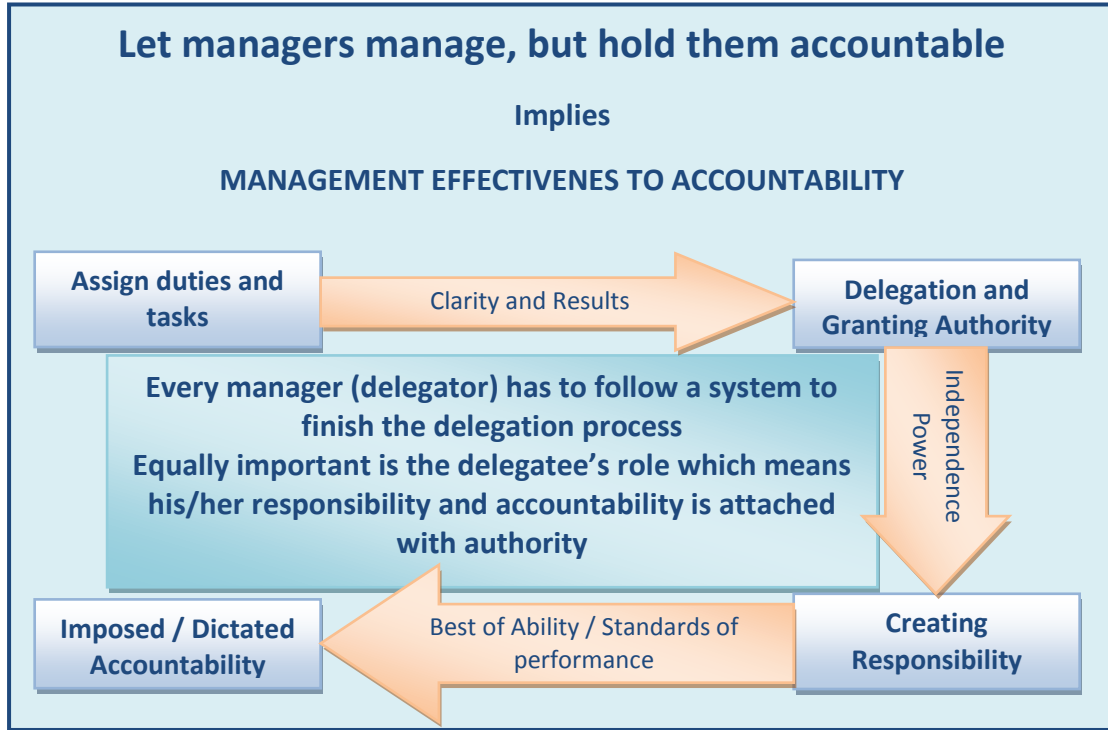 Let managers manage, but hold them accountable
Implies
MANAGEMENT EFFECTIVENES TO ACCOUNTABILITY
Assign duties and
tasks
Clarity and Results
Delegation and
Granting Authority
Every manager (delegator) has to follow a system to
finish the delegation process
Equally important is the delegatee’s role which means
his/her responsibility and accountability is attached
with authority
Independence
Power
Imposed / Dictated
Accountability
Best of Ability / Standards of
performance
Creating
Responsibility